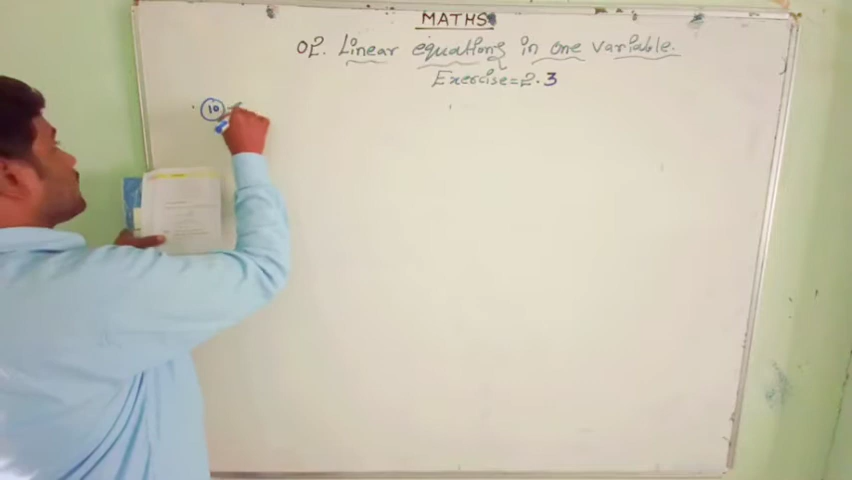 MATHS
02. Linear equations in one variable.
Exercise=2.3
10